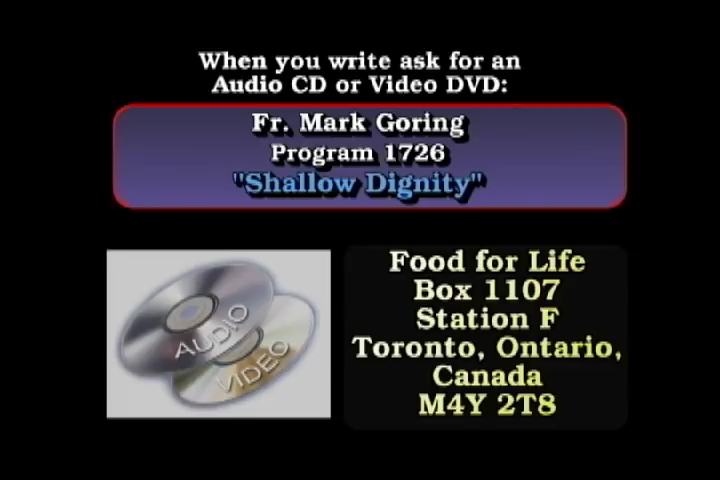 When you write ask for an
Audio CD or Video DVD:
Fr. Mark Goring
Program 1726
"Shallow Dignity"
AUDIO
VIDEO
Food for Life
Box 1107
Station F
Toronto, Ontario,
Canada
M4Y 2T8